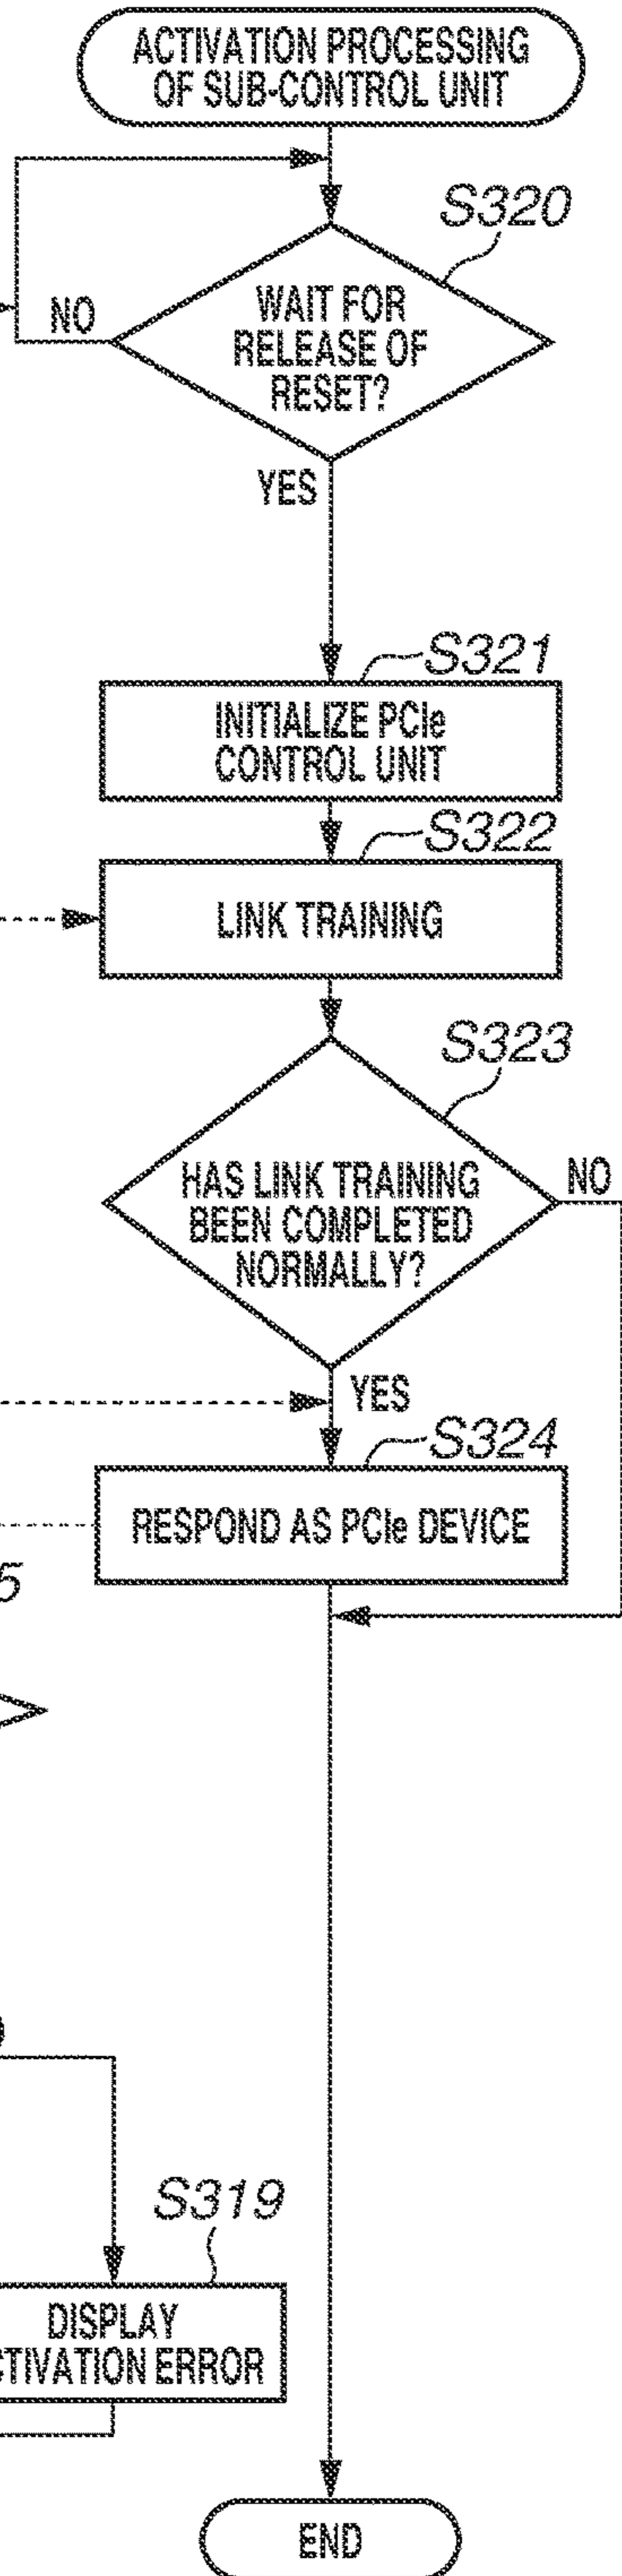 ACTIVATION PROCESSING
OF SUB-CONTROL UNIT
S320
NO
WAIT FOR
RELEASE OF
RESET?
YES
S321
INITIALIZE PCIe
CONTROL UNIT
S322
LINK TRAINING
S323
HAS LINK TRAINING
BEEN COMPLETED
NORMALLY?
NO
YES
S324
RESPOND AS PCIe DEVICE
5
S319
DISPLAY
CTIVATION ERROR
END